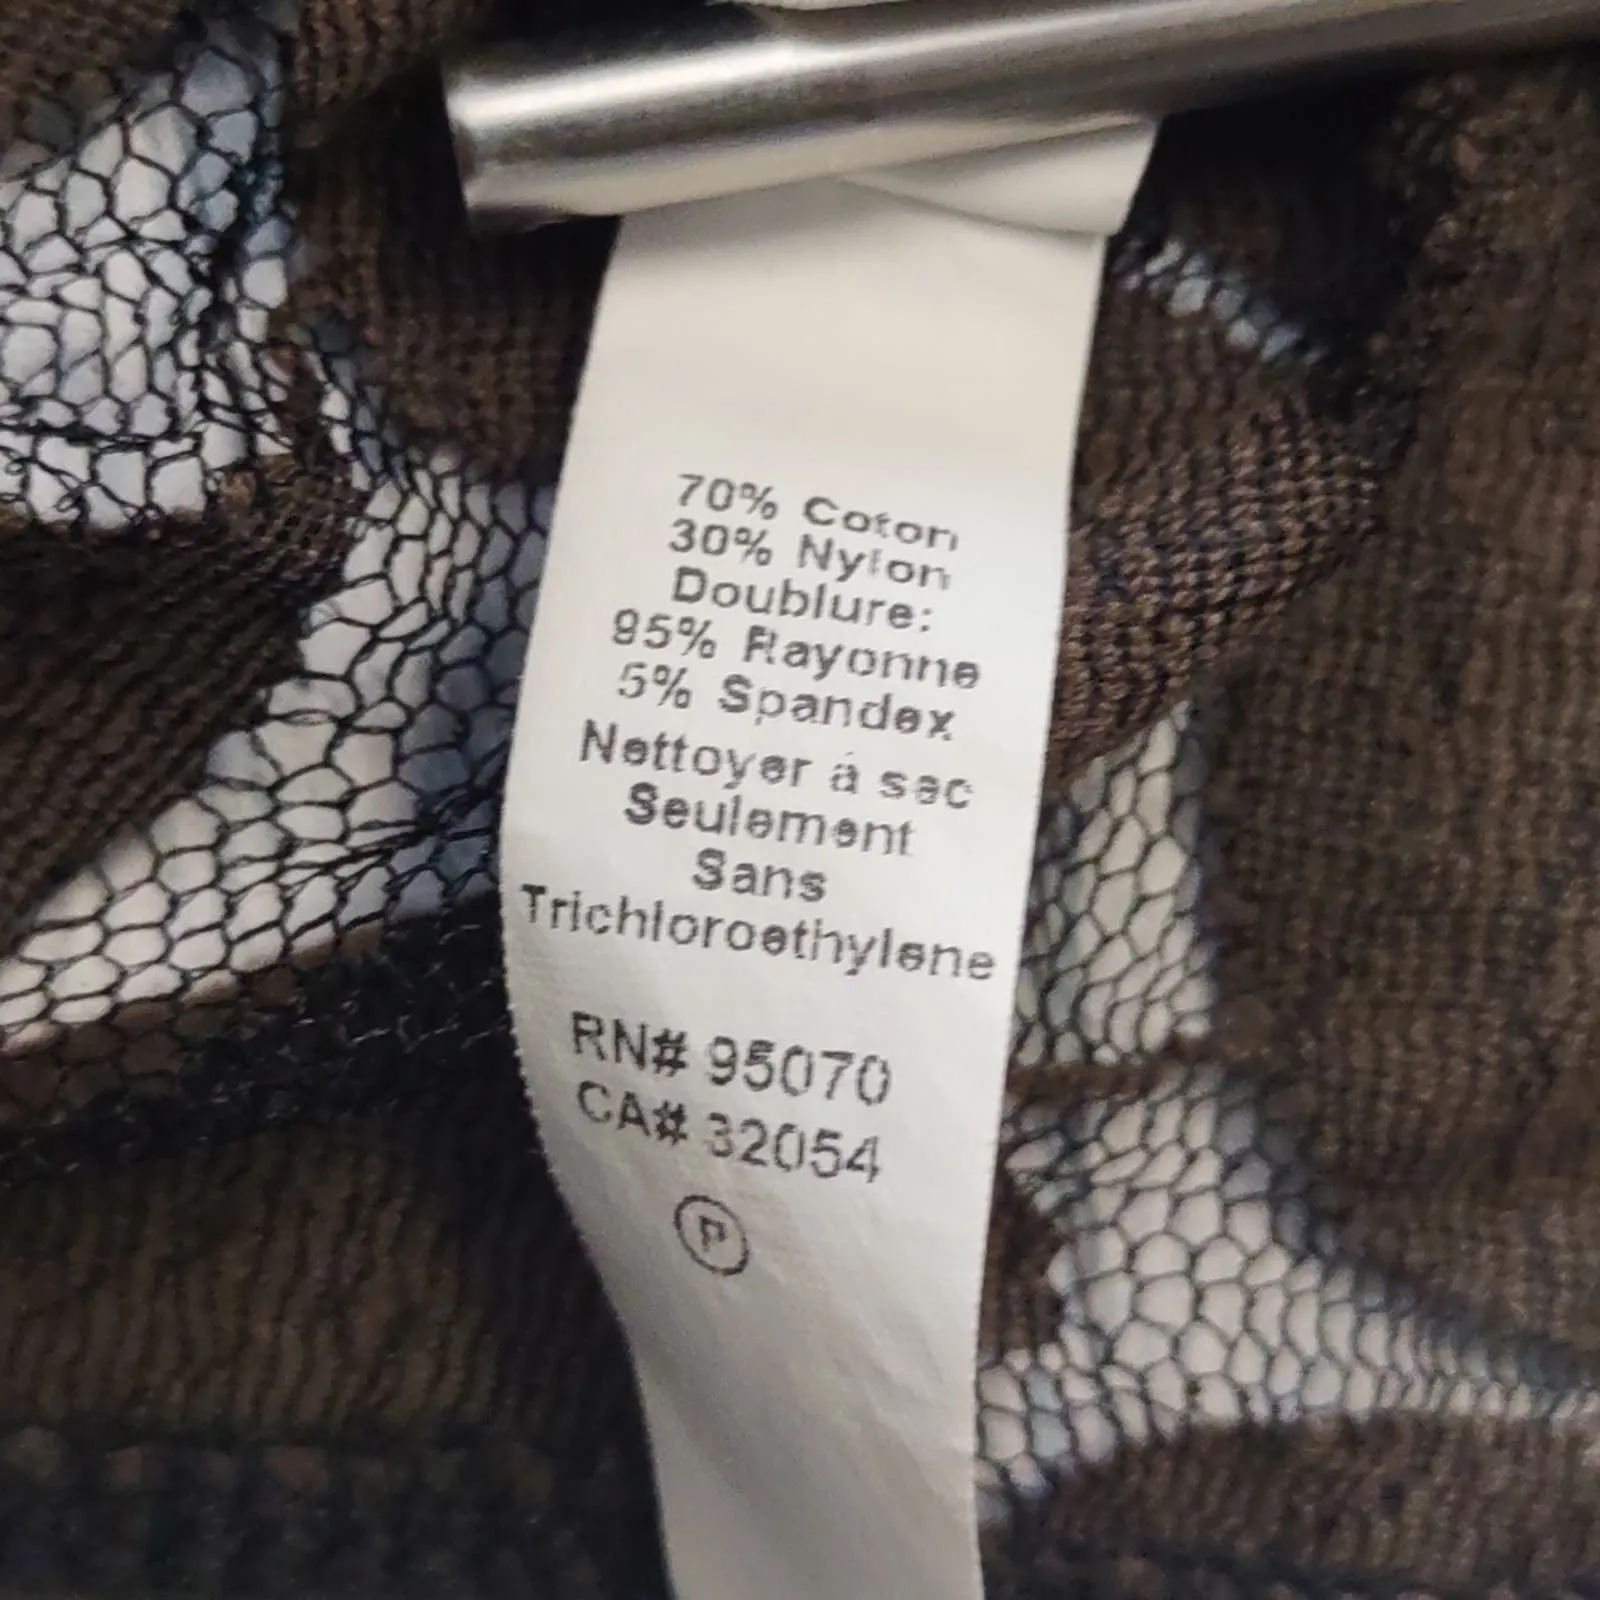 70% Coton
30% Nylon
Doublure:
95% Rayonne
5% Spandex
Nettoyer à sec
Seulement
Sans
Trichloroethylene
RN# 95070
CA# 32054
P